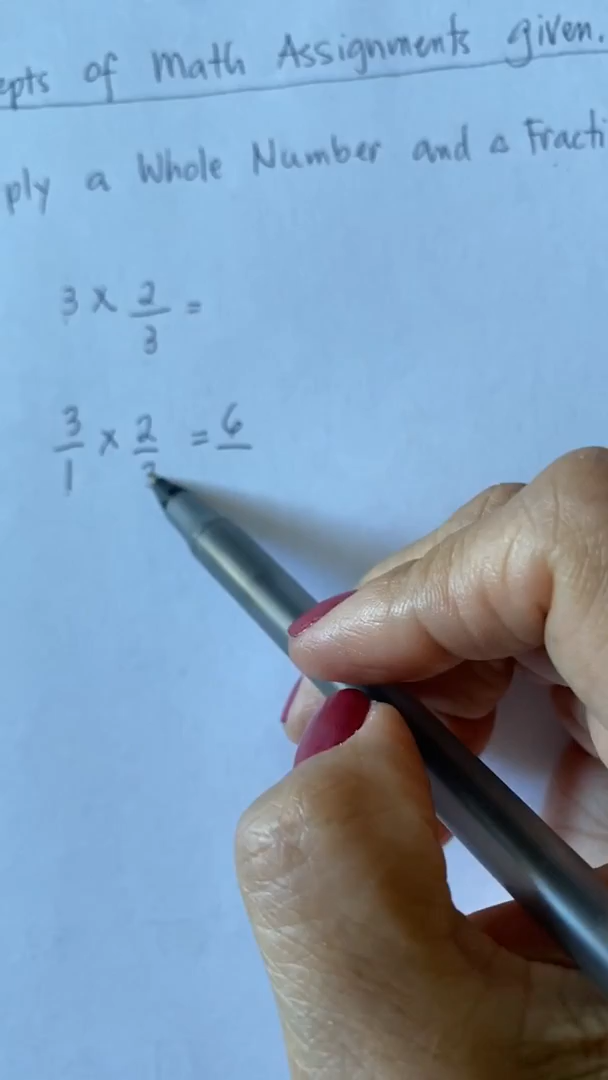 epts of Math Assignments given.
ply a Whole Number and a Fracti
3 × 2/3 =
3/1 × 2/3 = 6/